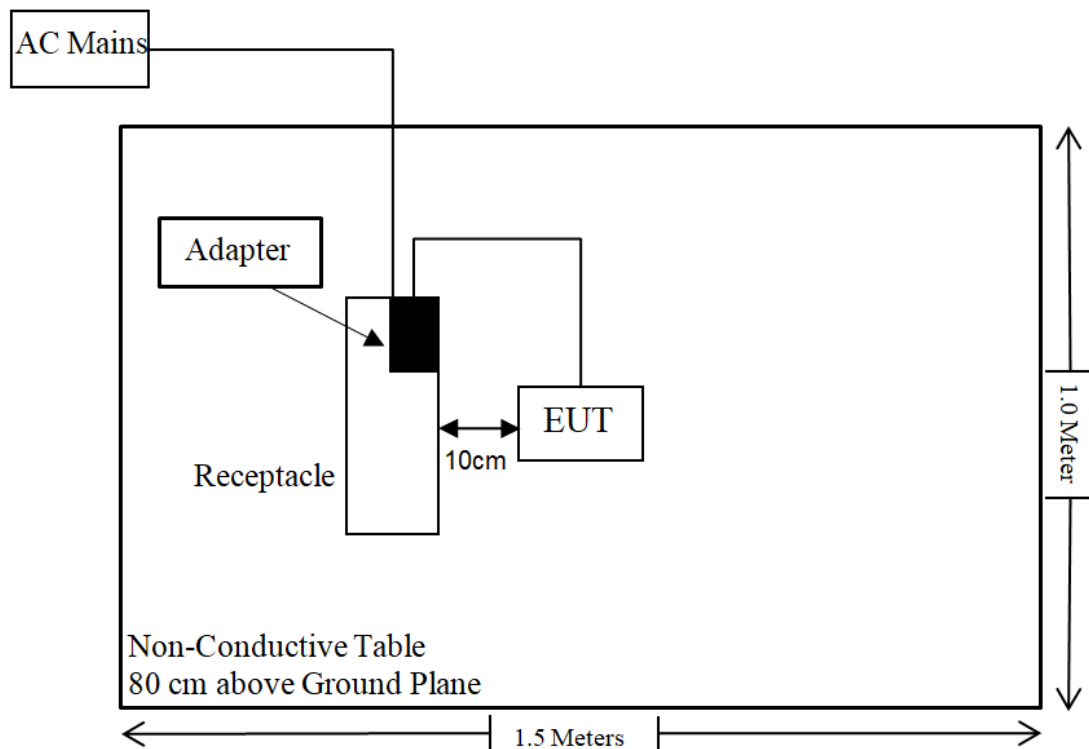 AC Mains
Adapter
EUT
10cm
Receptacle
1.0 Meter
Non-Conductive Table
80 cm above Ground Plane
1.5 Meters